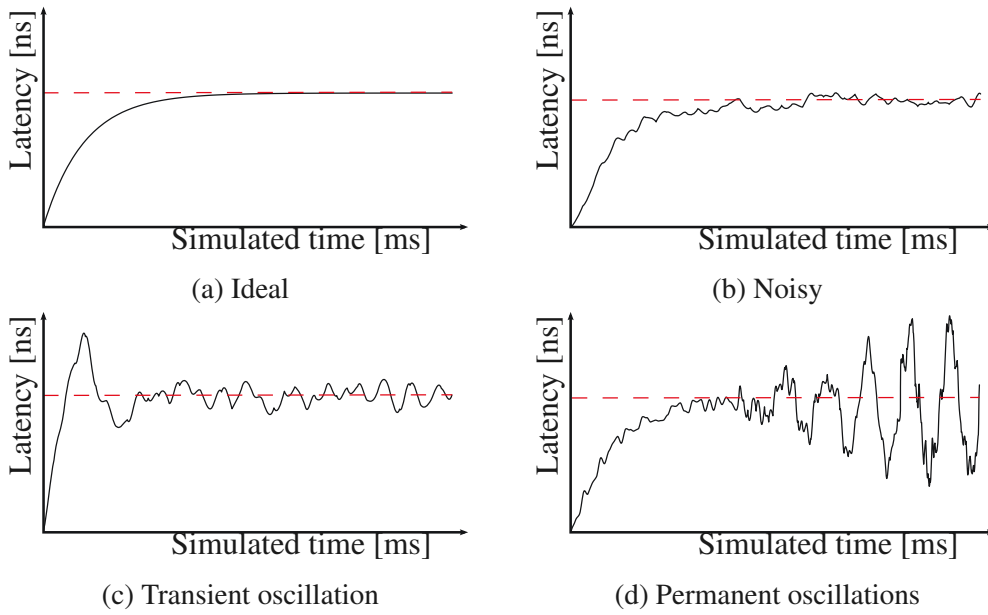 Latency [ns]
Simulated time [ms]
(a) Ideal
Latency [ns]
Simulated time [ms]
(b) Noisy
Latency [ns]
Simulated time [ms]
(c) Transient oscillation
Latency [ns]
Simulated time [ms]
(d) Permanent oscillations